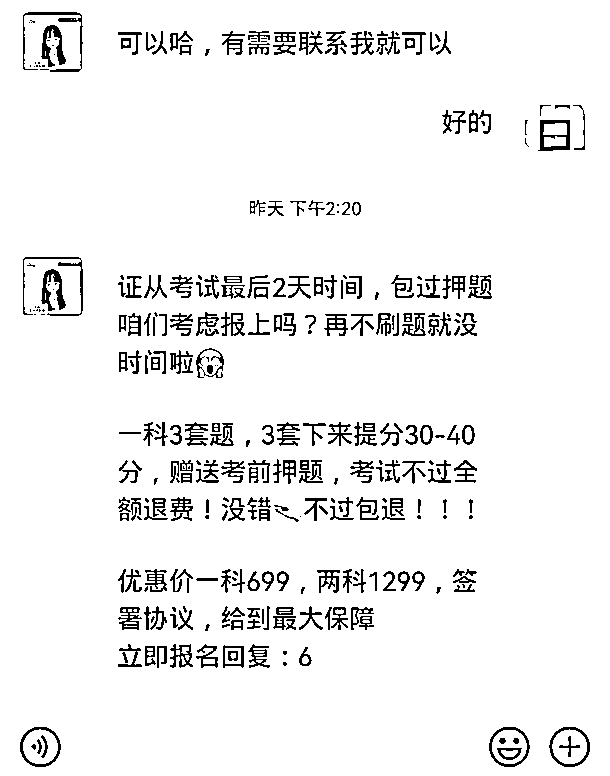 可以哈，有需要联系我就可以
好的
昨天 下午2:20
证从考试最后2天时间，包过押题
咱们考虑报上吗？再不刷题就没
时间啦😱
一科3套题，3套下来提分30-40
分，赠送考前押题，考试不过全
额退费！没错 不过包退！！！
优惠价一科699，两科1299，签
署协议，给到最大保障
立即报名回复：6